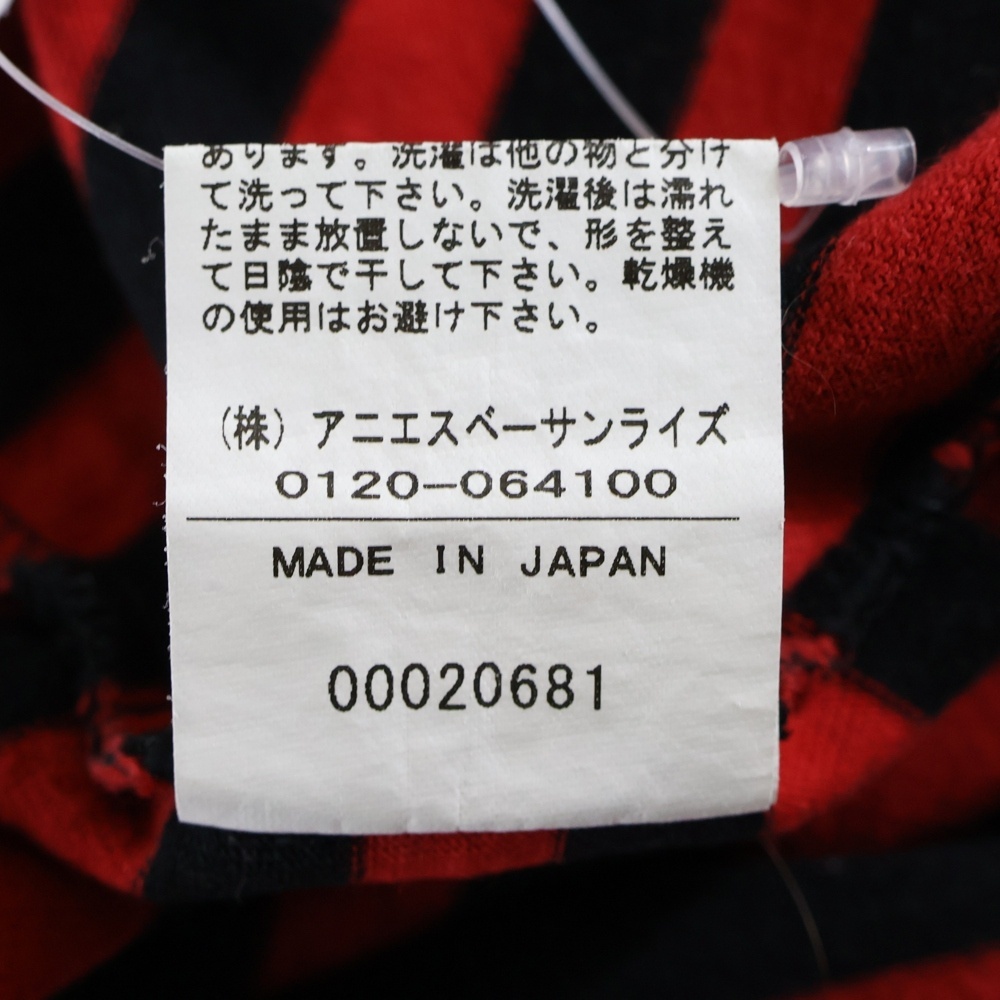 あります。洗濯は他の物と分け
て洗って下さい。洗濯後は濡れ
たまま放置しないで、形を整え
て日陰で干して下さい。乾燥機
の使用はお避け下さい。
(株) アニエスベーサンライズ
0120-064100
MADE IN JAPAN
00020681